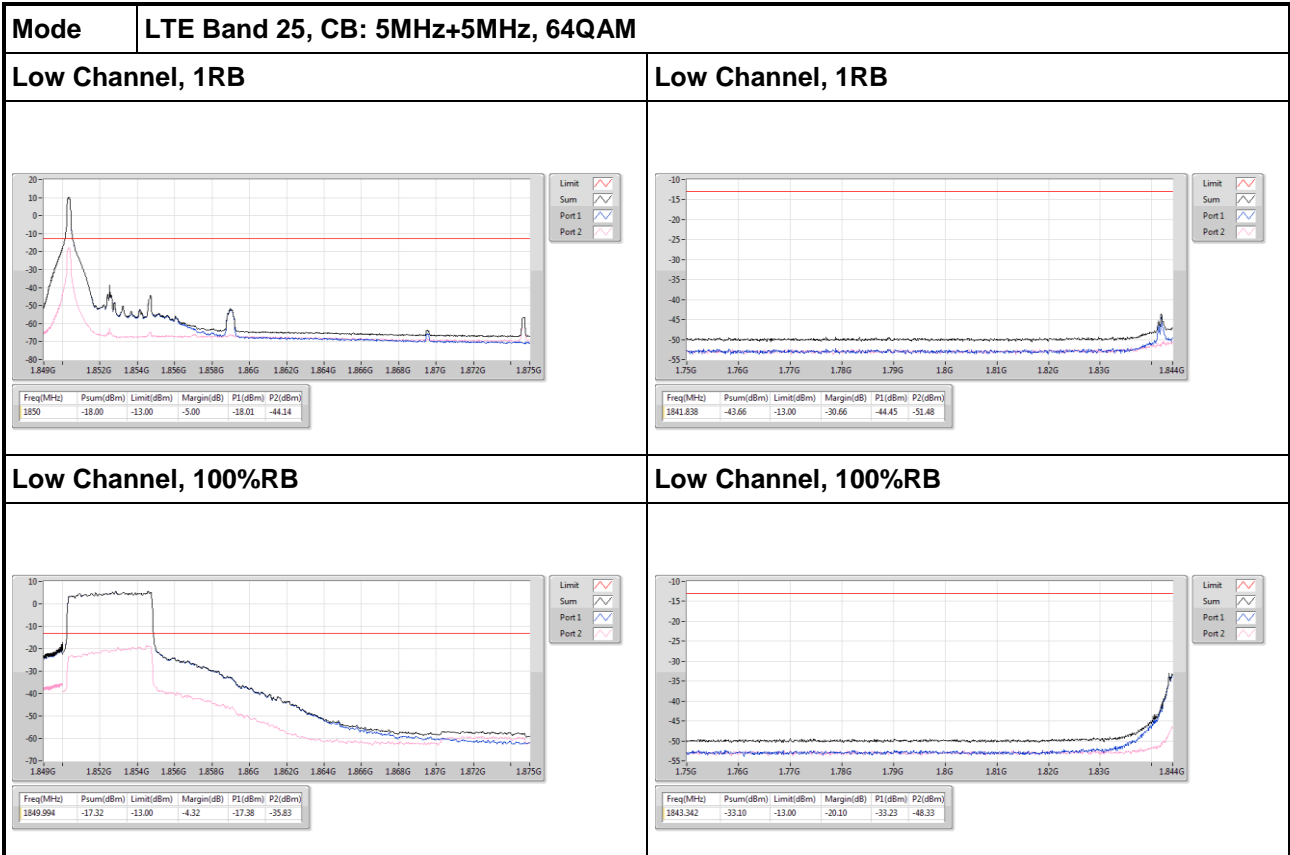 Mode LTE Band 25, CB: 5MHz+5MHz, 64QAM
Low Channel, 1RB Low Channel, 1RB
20
10
0
-10
-20
-30
-40
-50
-60
-70
-80
1.849G 1.852G 1.854G 1.856G 1.858G 1.86G 1.862G 1.864G 1.866G 1.868G 1.87G 1.872G 1.875G
Limit
Sum
Port 1
Port 2
Freq(MHz) Psum(dBm) Limit(dBm) Margin(dB) P1(dBm) P2(dBm)
1850 -18.00 -13.00 -5.00 -18.01 -44.14
-10
-15
-20
-25
-30
-35
-40
-45
-50
-55
1.75G 1.76G 1.77G 1.78G 1.79G 1.8G 1.81G 1.82G 1.83G 1.844G
Limit
Sum
Port 1
Port 2
Freq(MHz) Psum(dBm) Limit(dBm) Margin(dB) P1(dBm) P2(dBm)
1841.838 -43.66 -13.00 -30.66 -44.45 -51.48
Low Channel, 100%RB Low Channel, 100%RB
10
0
-10
-20
-30
-40
-50
-60
-70
1.849G 1.852G 1.854G 1.856G 1.858G 1.86G 1.862G 1.864G 1.866G 1.868G 1.87G 1.872G 1.875G
Limit
Sum
Port 1
Port 2
Freq(MHz) Psum(dBm) Limit(dBm) Margin(dB) P1(dBm) P2(dBm)
1849.994 -17.32 -13.00 -4.32 -17.38 -35.83
-10
-15
-20
-25
-30
-35
-40
-45
-50
-55
1.75G 1.76G 1.77G 1.78G 1.79G 1.8G 1.81G 1.82G 1.83G 1.844G
Limit
Sum
Port 1
Port 2
Freq(MHz) Psum(dBm) Limit(dBm) Margin(dB) P1(dBm) P2(dBm)
1843.342 -33.10 -13.00 -20.10 -33.23 -48.33